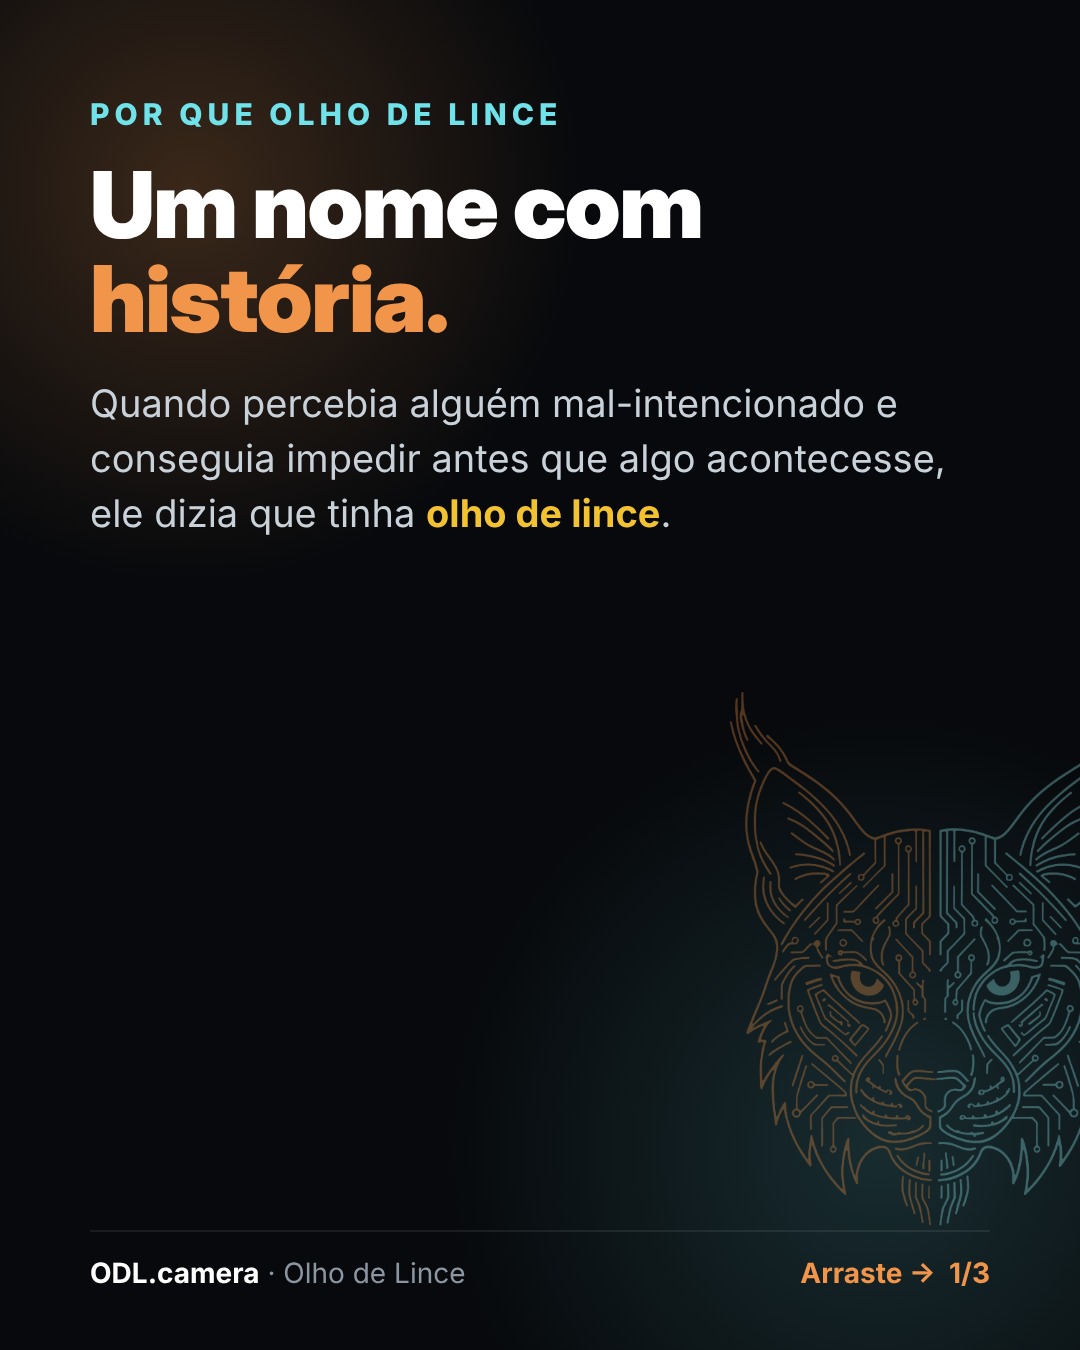 POR QUE OLHO DE LINCE
Um nome com
história.
Quando percebia alguém mal-intencionado e
conseguia impedir antes que algo acontecesse,
ele dizia que tinha olho de lince.
ODL.camera · Olho de Lince
Arraste → 1/3